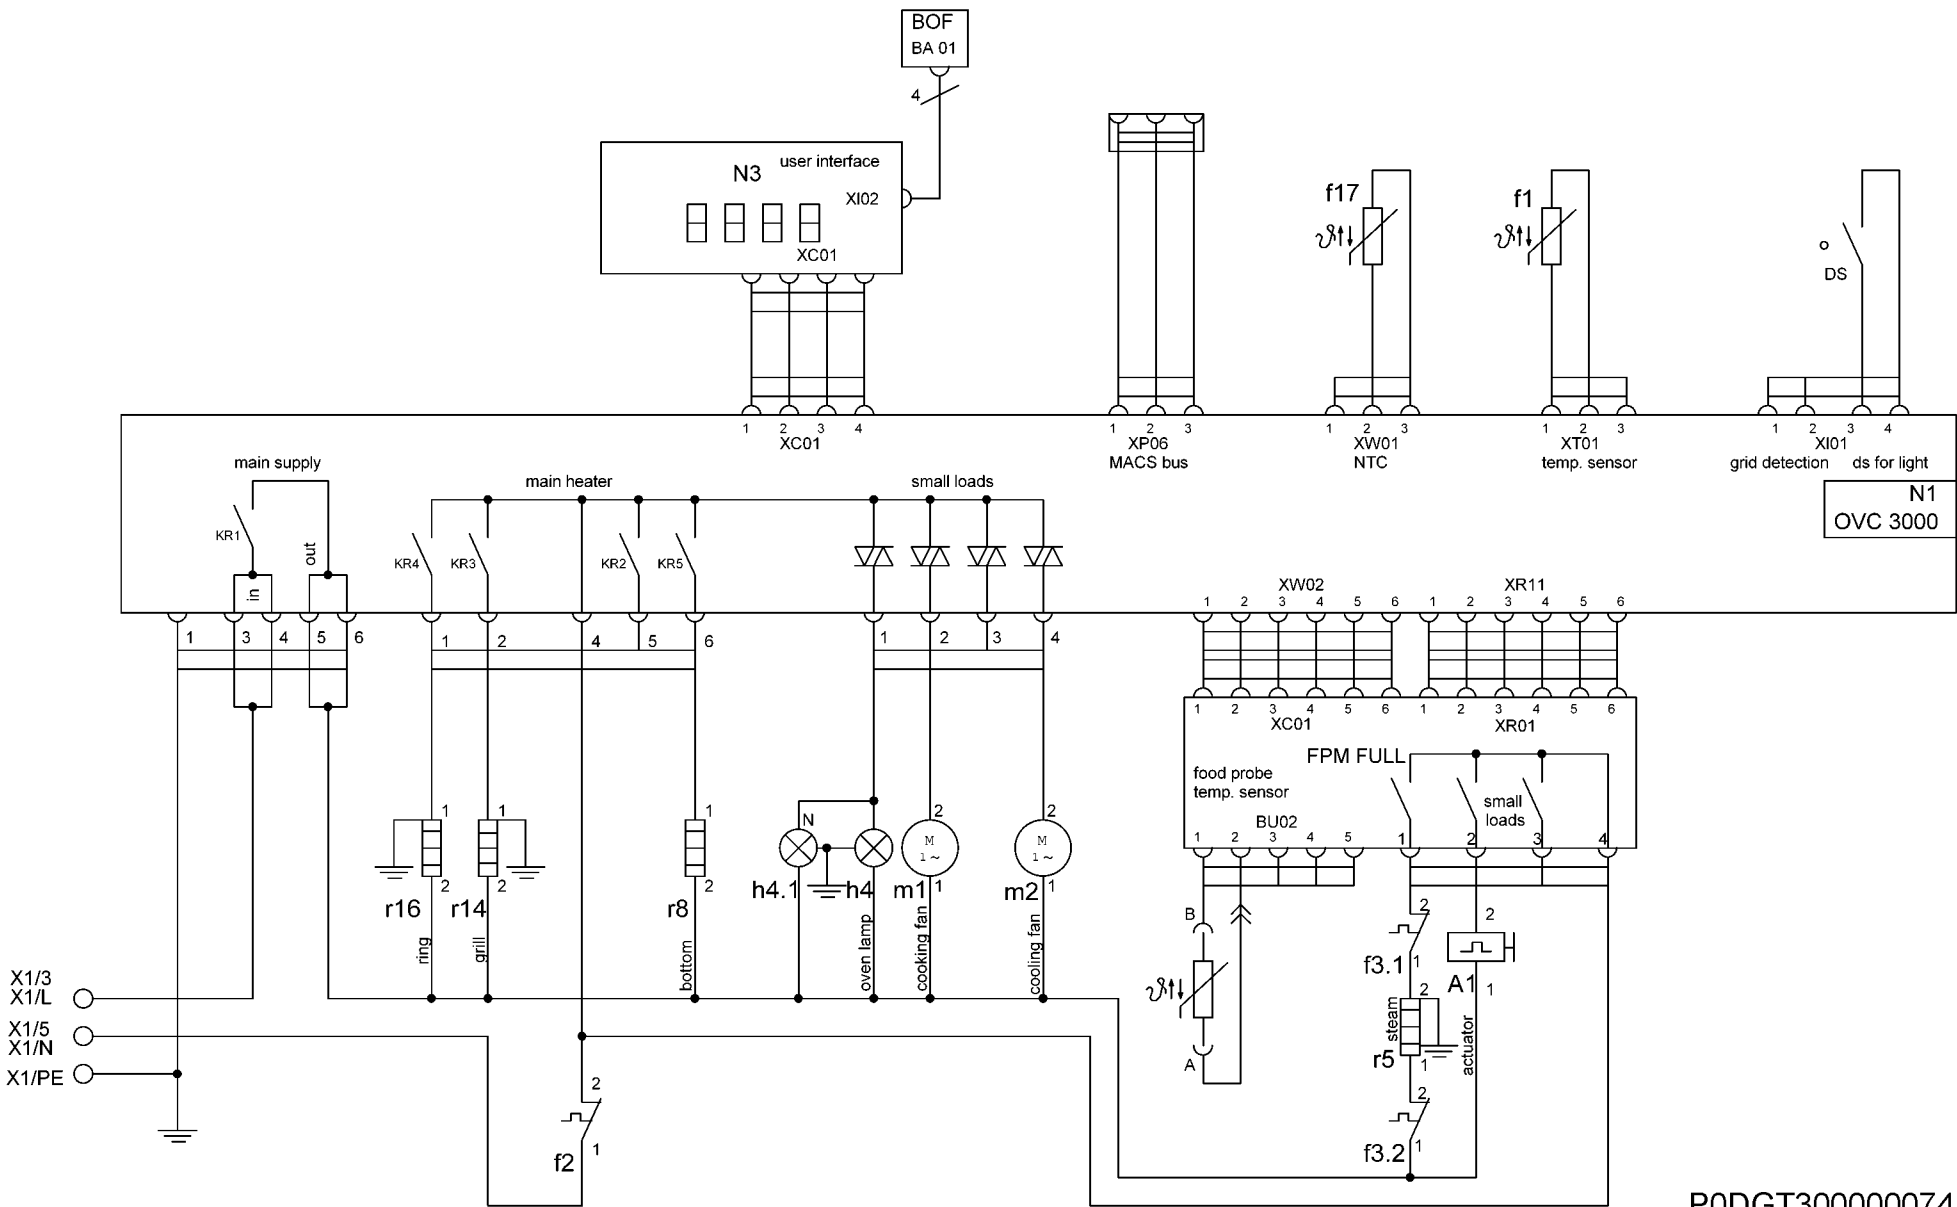 BOF
BA 01
4
user interface
N3
XI02
XC01
f17
f1
DS
1 2 3 4
XC01
1 2 3
XP06
MACS bus
1 2 3
XW01
NTC
1 2 3
XT01
temp. sensor
1 2 3 4
XI01
grid detection ds for light
N1
OVC 3000
main supply
main heater
small loads
KR1
out
in
KR4
KR3
KR2
KR5
XW02
1 2 3 4 5 6
XR11
1 2 3 4 5 6
1 3 4 5 6
1 2 4 5 6
1 2 3 4
1 2 3 4 5 6
XC01
1 2 3 4 5 6
XR01
FPM FULL
food probe
temp. sensor
small
loads
BU02
1 2 3 4 5
1 2 3 4
1
2
r16
ring
1
2
r14
grill
1
2
r8
bottom
N
h4.1
h4
oven lamp
2
M
1~
m1
1
cooking fan
2
M
1~
m2
1
cooling fan
B
A
2
f3.1
1
2
A1
1
actuator
steam
2
r5
1
2
f3.2
1
X1/3
X1/L
X1/5
X1/N
X1/PE
2
f2
1
P0DGT300000074